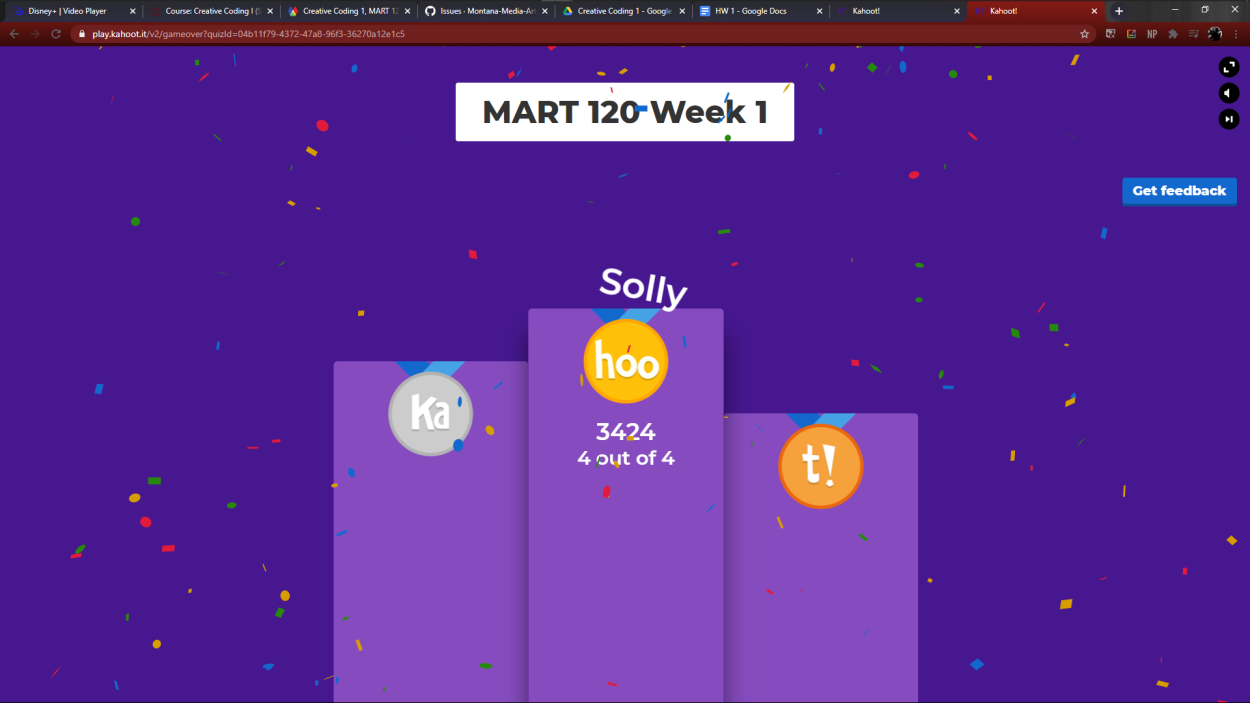 Disney+ | Video Player
Course: Creative Coding I (S
Creative Coding 1, MART 12
Issues · Montana-Media-Ar
Creative Coding 1 - Google
HW 1 - Google Docs
Kahoot!
Kahoot!
play.kahoot.it/v2/gameover?quizId=04b11f79-4372-47a8-96f3-36270a12e1c5
NP
MART 120-Week 1
Get feedback
Solly
hoo
Ka
3424
4 out of 4
t!